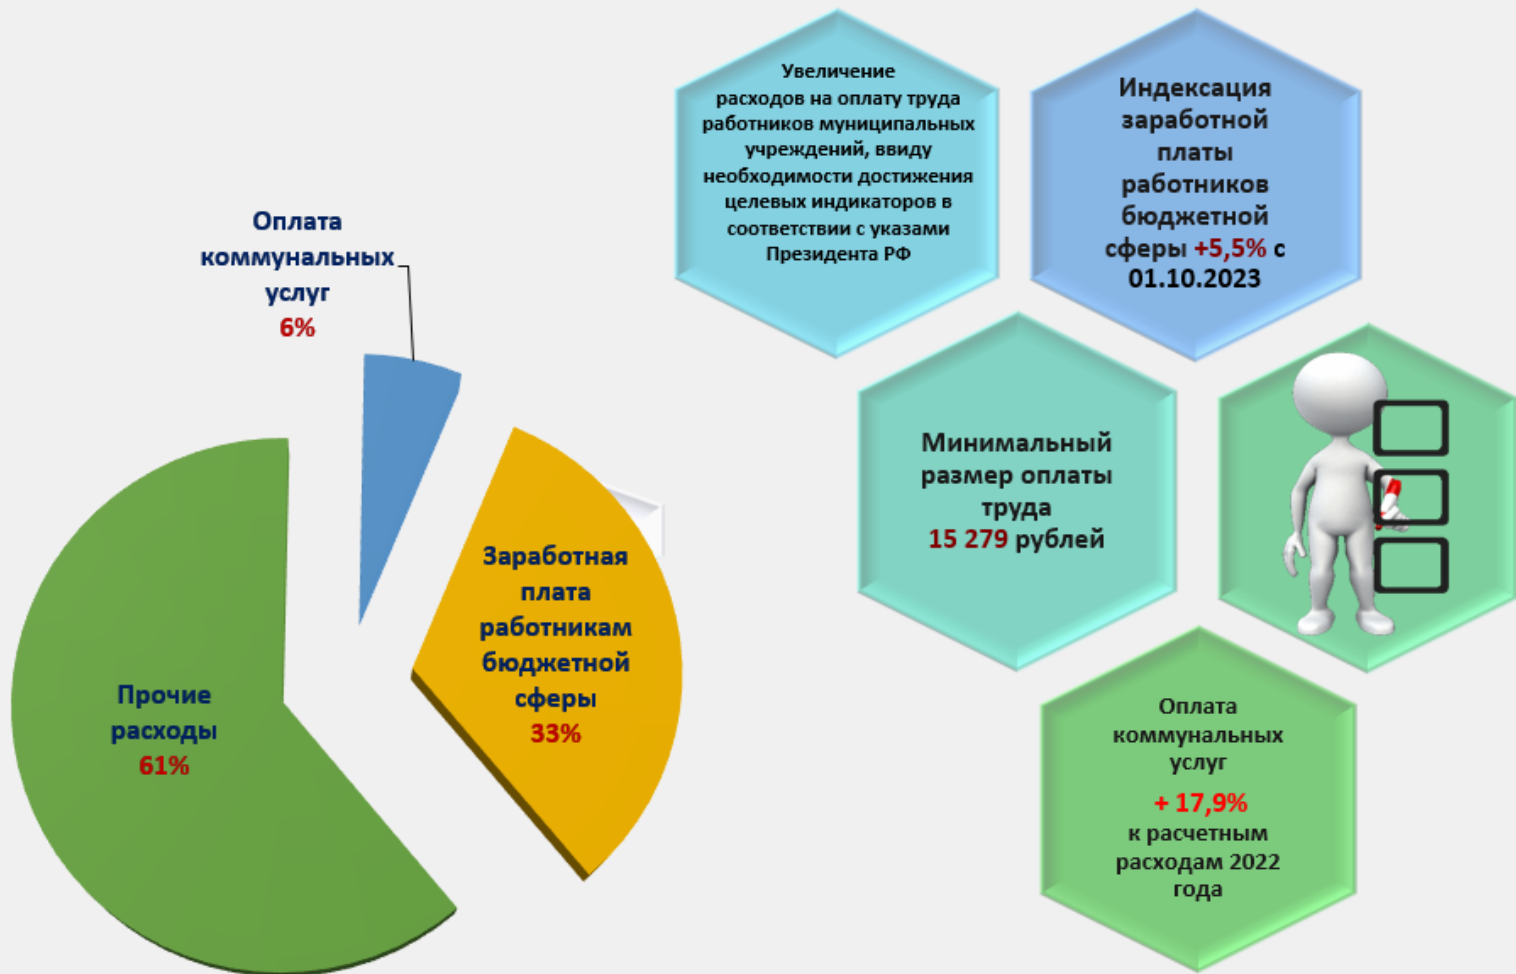 Оплата
коммунальных
услуг
6%
Заработная
плата
работникам
бюджетной
сферы
33%
Прочие
расходы
61%
Увеличение
расходов на оплату труда
работников муниципальных
учреждений, ввиду
необходимости достижения
целевых индикаторов в
соответствии с указами
Президента РФ
Индексация
заработной
платы
работников
бюджетной
сферы +5,5% с
01.10.2023
Минимальный
размер оплаты
труда
15 279 рублей
Оплата
коммунальных
услуг
+ 17,9%
к расчетным
расходам 2022
года